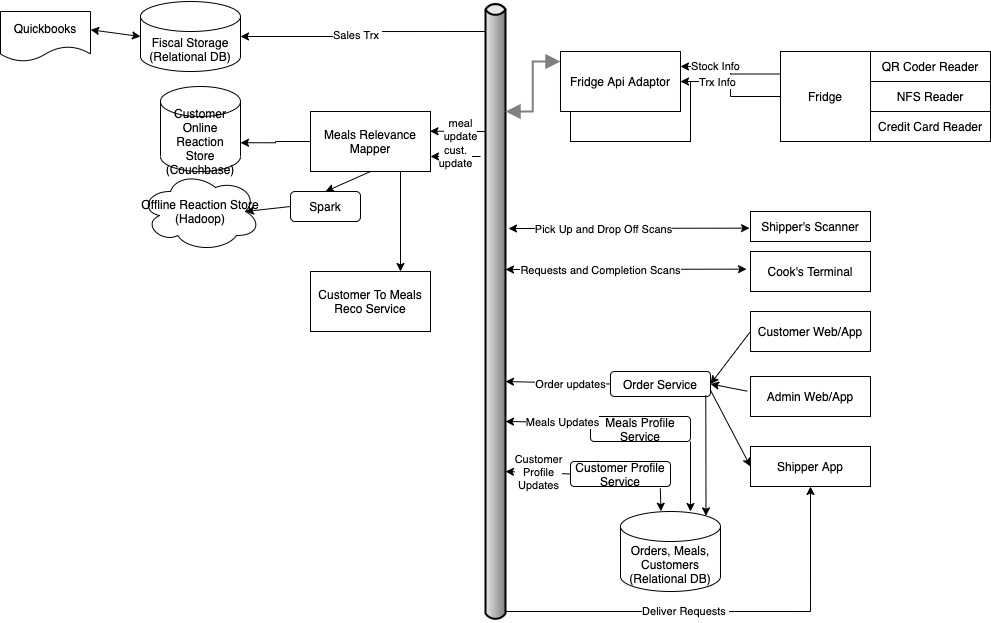 Quickbooks
Fiscal Storage
(Relational DB)
Sales Trx
Customer
Online
Reaction
Store
(Couchbase)
Meals Relevance
Mapper
meal
update
cust.
update
Offline Reaction Store
(Hadoop)
Spark
Customer To Meals
Reco Service
Fridge Api Adaptor
Stock Info
Trx Info
Fridge
QR Coder Reader
NFS Reader
Credit Card Reader
Pick Up and Drop Off Scans
Shipper's Scanner
Requests and Completion Scans
Cook's Terminal
Customer Web/App
Order updates
Order Service
Admin Web/App
Meals Updates
Meals Profile
Service
Shipper App
Customer
Profile
Updates
Customer Profile
Service
Orders, Meals,
Customers
(Relational DB)
Deliver Requests